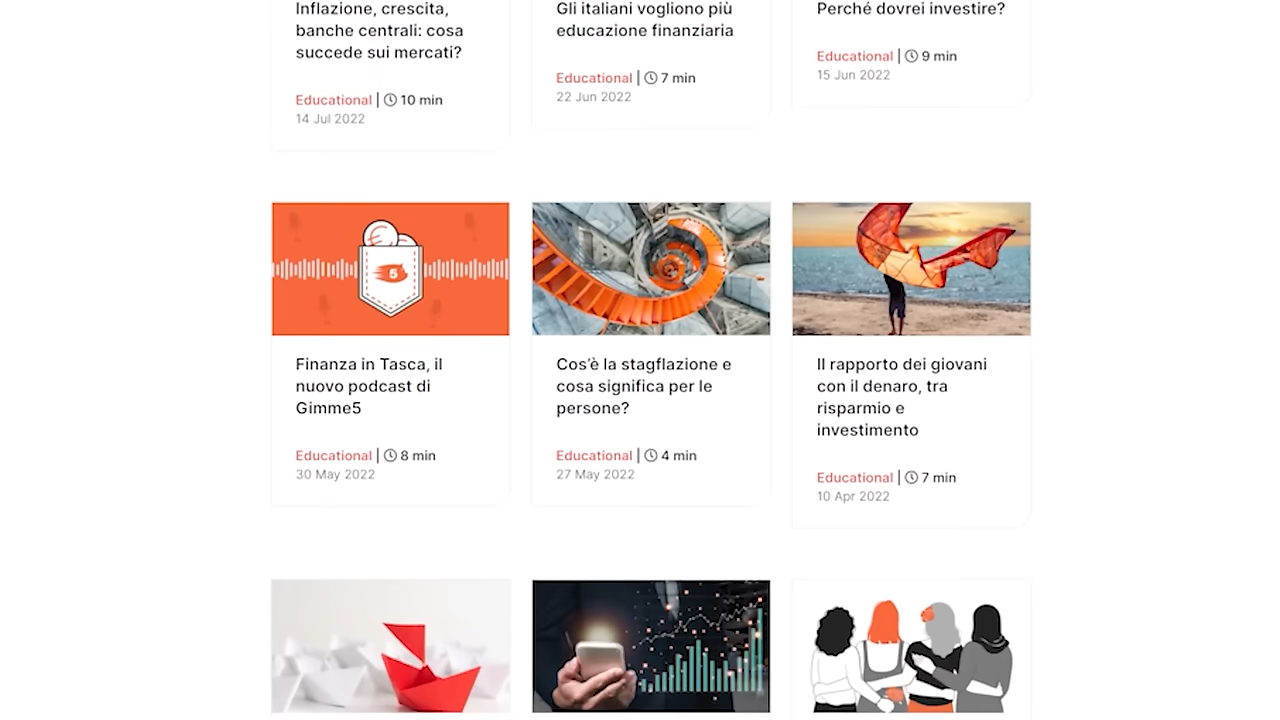 Inflazione, crescita,
banche centrali: cosa
succede sui mercati?
Educational | 10 min
14 Jul 2022
Gli italiani vogliono più
educazione finanziaria
Educational | 7 min
22 Jun 2022
Perché dovrei investire?
Educational | 9 min
15 Jun 2022
€
5
Finanza in Tasca, il
nuovo podcast di
Gimme5
Educational | 8 min
30 May 2022
Cos'è la stagflazione e
cosa significa per le
persone?
Educational | 4 min
27 May 2022
Il rapporto dei giovani
con il denaro, tra
risparmio e
investimento
Educational | 7 min
10 Apr 2022